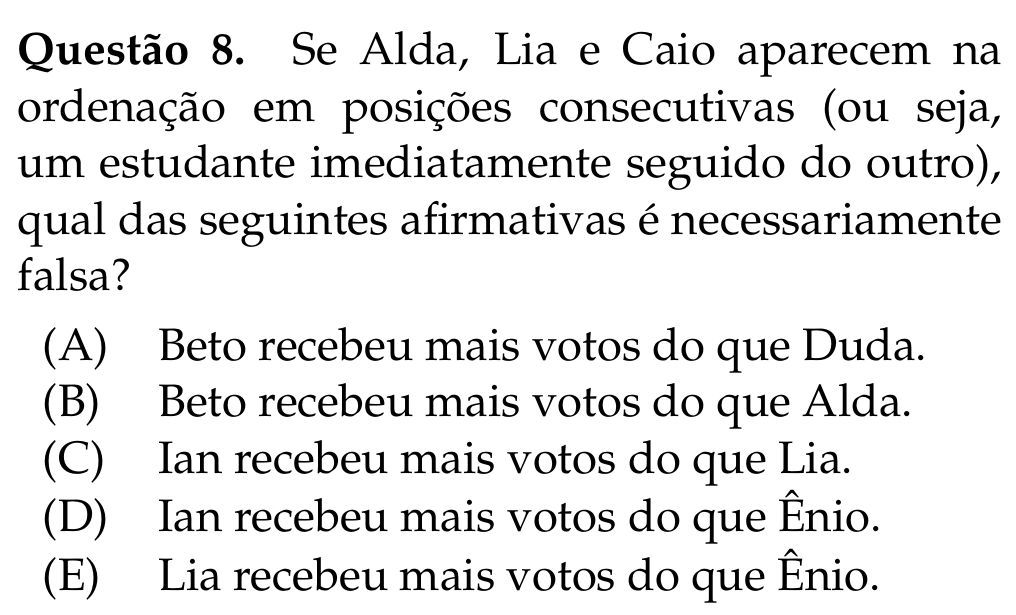 Questão 8. Se Alda, Lia e Caio aparecem na
ordenação em posições consecutivas (ou seja,
um estudante imediatamente seguido do outro),
qual das seguintes afirmativas é necessariamente
falsa?
(A) Beto recebeu mais votos do que Duda.
(B) Beto recebeu mais votos do que Alda.
(C) Ian recebeu mais votos do que Lia.
(D) Ian recebeu mais votos do que Ênio.
(E) Lia recebeu mais votos do que Ênio.